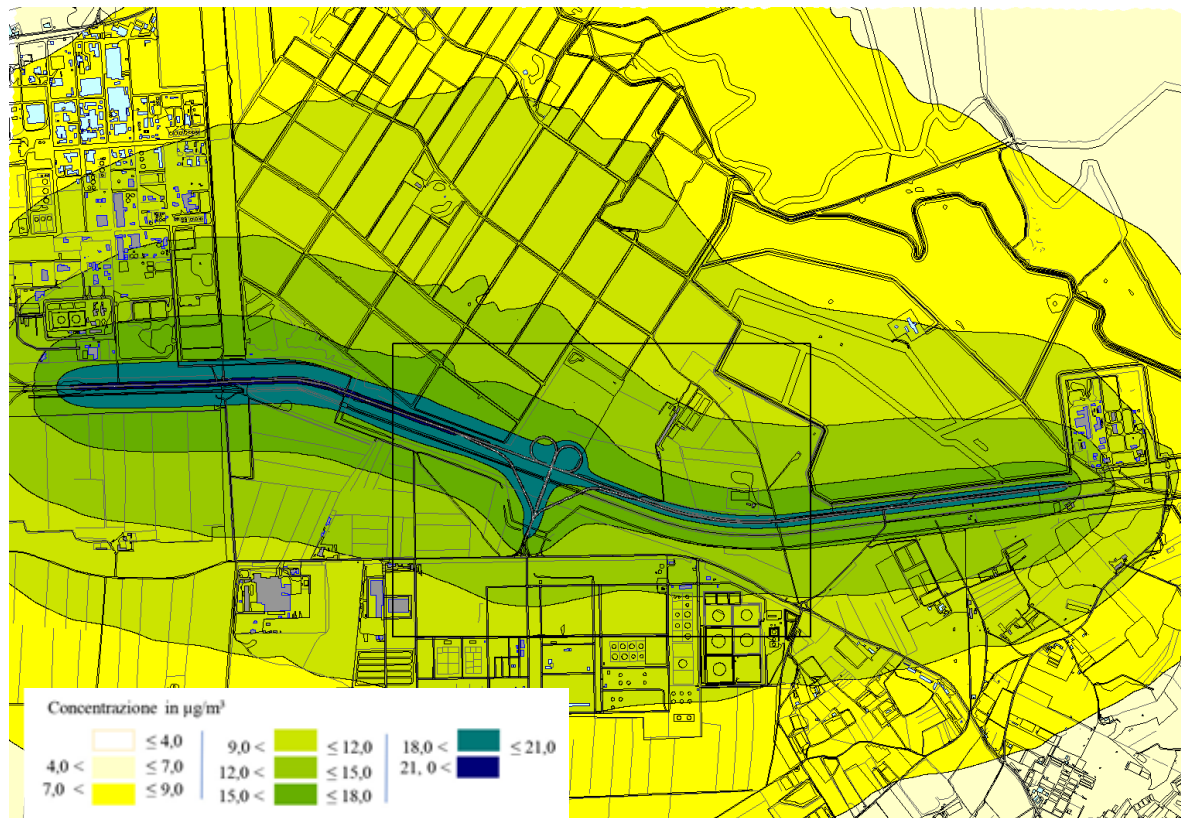 Concentrazione in µg/m³
≤ 4,0
4,0 < ≤ 7,0
7,0 < ≤ 9,0
9,0 < ≤ 12,0
12,0 < ≤ 15,0
15,0 < ≤ 18,0
18,0 < ≤ 21,0
21, 0 <